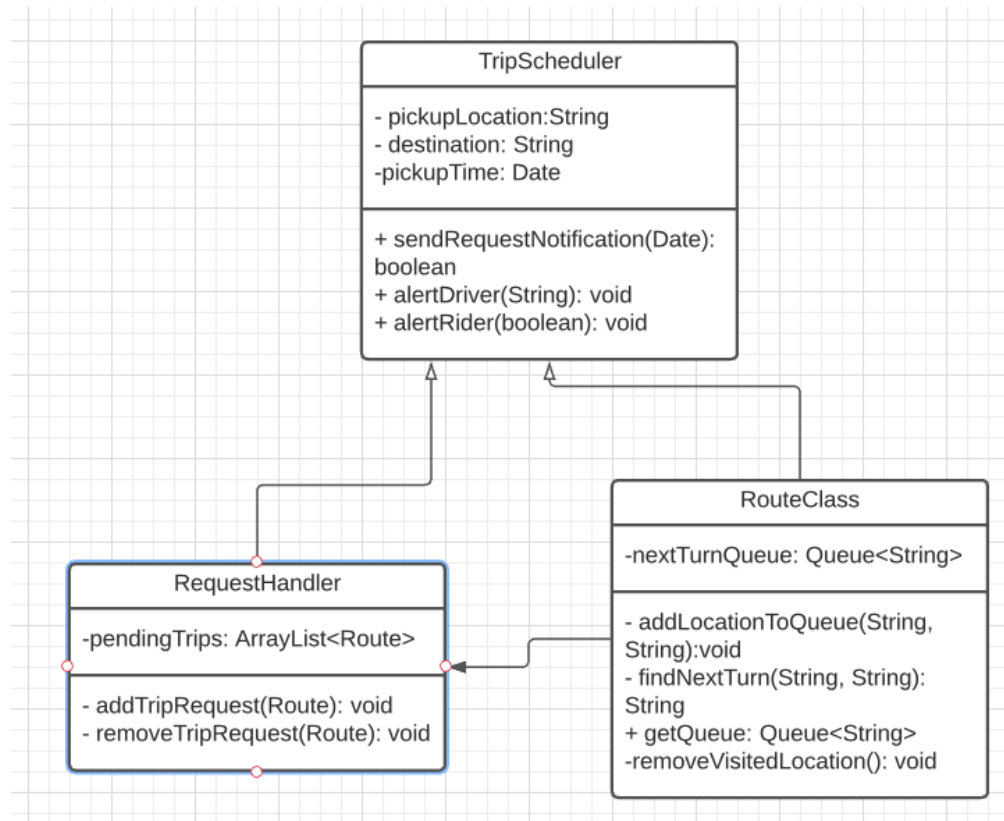 TripScheduler
- pickupLocation:String
- destination: String
-pickupTime: Date
+ sendRequestNotification(Date):
boolean
+ alertDriver(String): void
+ alertRider(boolean): void
RequestHandler
-pendingTrips: ArrayList<Route>
- addTripRequest(Route): void
- removeTripRequest(Route): void
RouteClass
-nextTurnQueue: Queue<String>
- addLocationToQueue(String,
String):void
- findNextTurn(String, String):
String
+ getQueue: Queue<String>
-removeVisitedLocation(): void